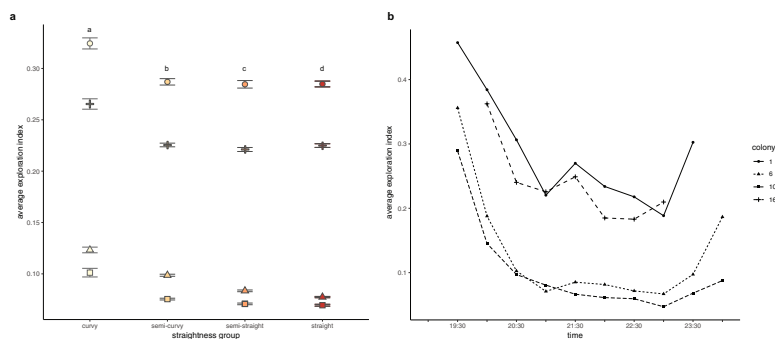 a
a
b
c
d
0.30
0.25
0.20
0.15
0.10
average exploration index
curvy
semi-curvy
semi-straight
straight
straightness group
b
0.4
0.3
0.2
0.1
average exploration index
19:30
20:30
21:30
22:30
23:30
time
colony
1
6
10
16